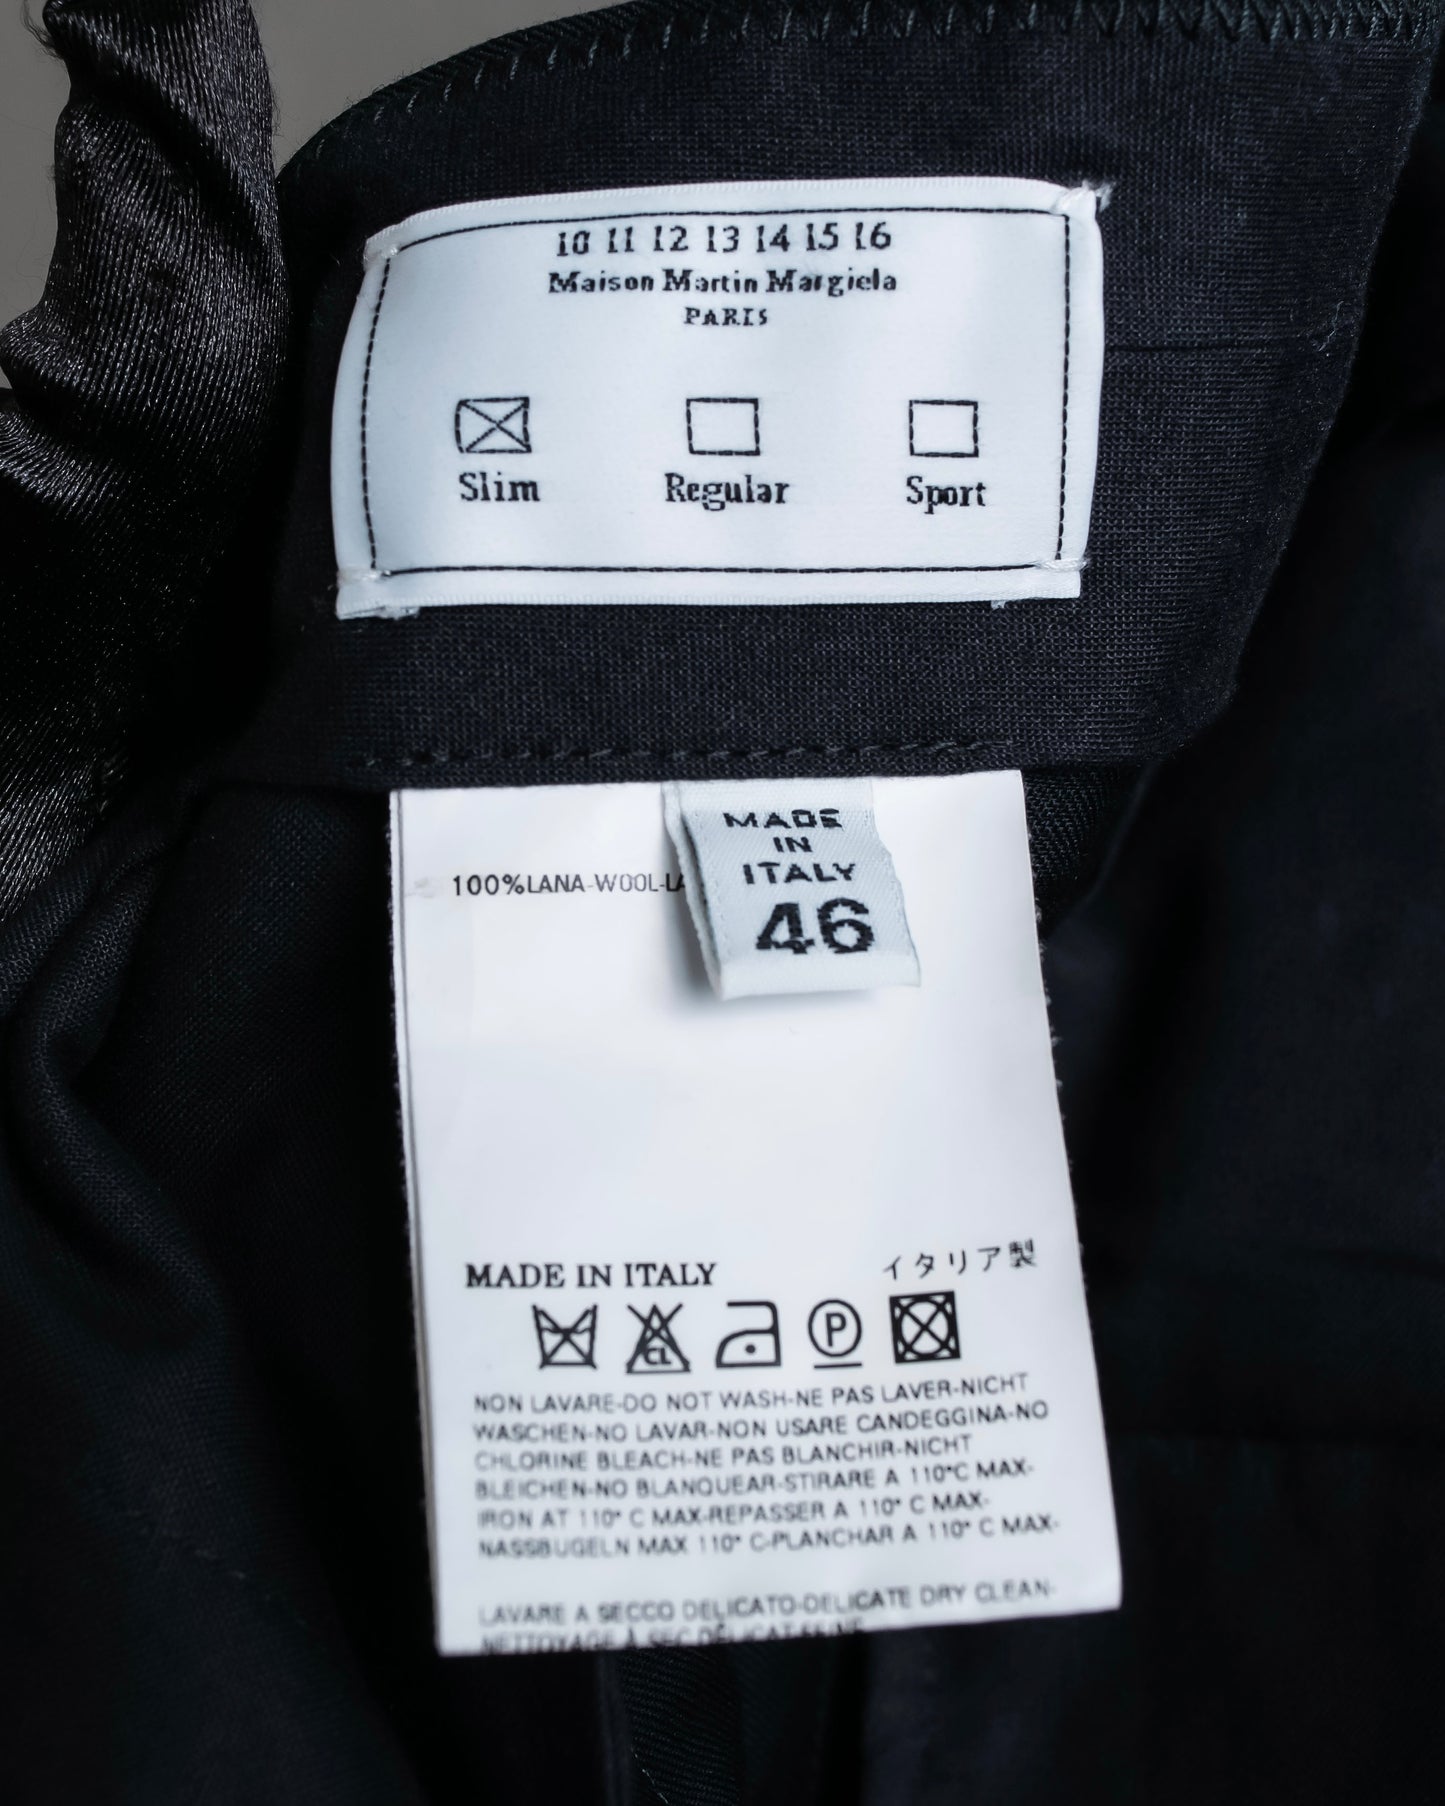 10 11 12 13 14 15 16
Maison Martin Margiela
PARIS
Slim Regular Sport
MADE
IN
ITALY
46
100%LANA-WOOL-LA
MADE IN ITALY イタリア製
CL P
NON LAVARE-DO NOT WASH-NE PAS LAVER-NICHT
WASCHEN-NO LAVAR-NON USARE CANDEGGINA-NO
CHLORINE BLEACH-NE PAS BLANCHIR-NICHT
BLEICHEN-NO BLANQUEAR-STIRARE A 110°C MAX-
IRON AT 110° C MAX-REPASSER A 110° C MAX-
NASSBUGELN MAX 110° C-PLANCHAR A 110° C MAX-
LAVARE A SECCO DELICATO-DELICATE DRY CLEAN-
NETTOYAGE À SEC DÉLICAT